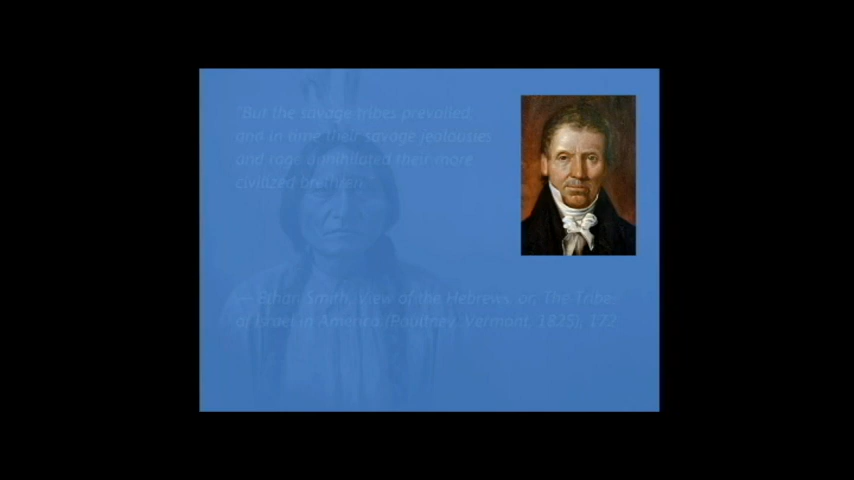 "But the savage tribes prevailed,
and in time their savage jealousies
and rage annihilated their more
civilized brethren."
— Ethan Smith, View of the Hebrews, or, The Tribe-
of Israel in America (Poultney, Vermont, 1825), 172